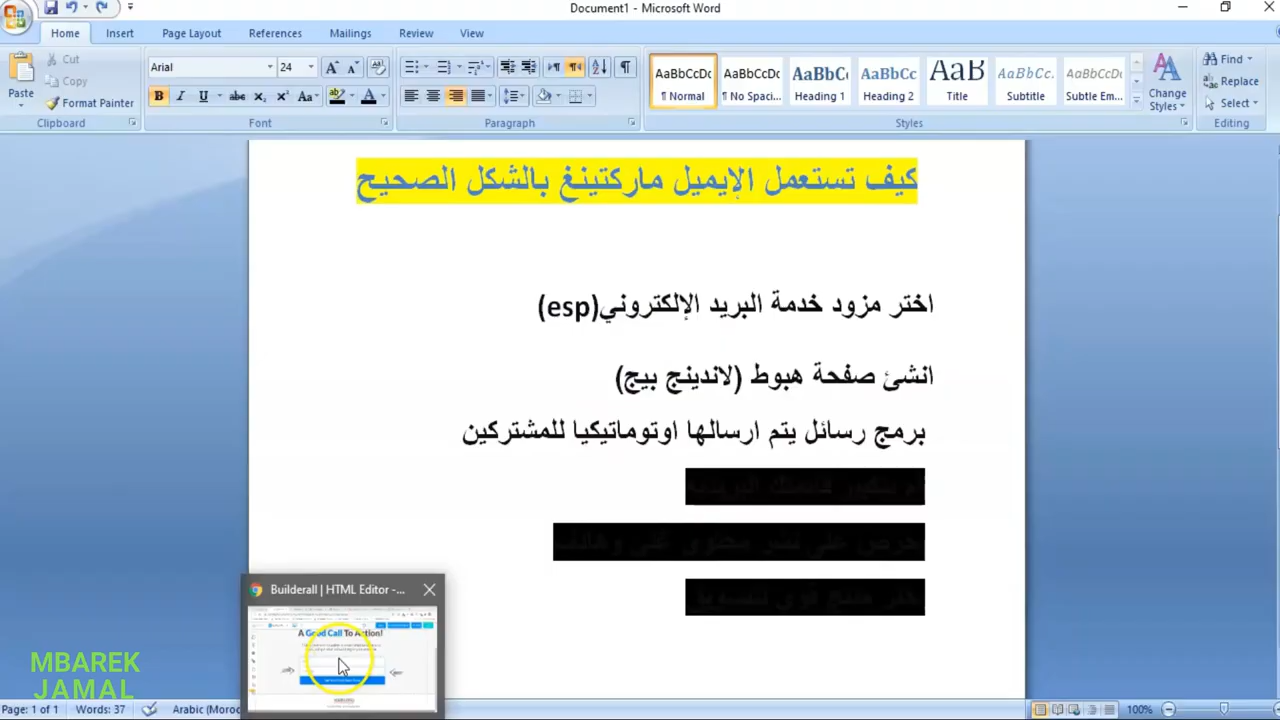 Document1 - Microsoft Word
Home Insert Page Layout References Mailings Review View
Cut
Copy
Format Painter
Paste
Clipboard
Arial 24
Font
Paragraph
AaBbCcDc AaBbCcDc AaBbC AaBbCc AaB AaBbCc. AaBbCcDc
¶ Normal ¶ No Spaci... Heading 1 Heading 2 Title Subtitle Subtle Em...
Change Styles
Styles
Find
Replace
Select
Editing
كيف تستعمل الإيميل ماركتينغ بالشكل الصحيح
اختر مزود خدمة البريد الإلكتروني(esp)
انشئ صفحة هبوط (لاندينج بيج)
برمج رسائل يتم ارسالها اوتوماتيكيا للمشتركين
Builderall | HTML Editor -...
A Good Call To Action!
MBAREK
JAMAL
Page: 1 of 1 Words: 37 Arabic (Moroc 100%